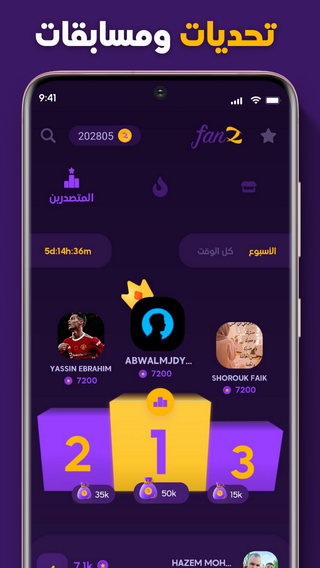 تحديات ومسابقات
9:41
202805
fanZ
المتصدرين
5d:14h:36m
كل الوقت
الأسبوع
YASSIN EBRAHIM
7200
ABWALMJDY...
7200
SHOROUK FAIK
7200
2
1
3
35k
50k
15k
7.1k
HAZEM MOH...